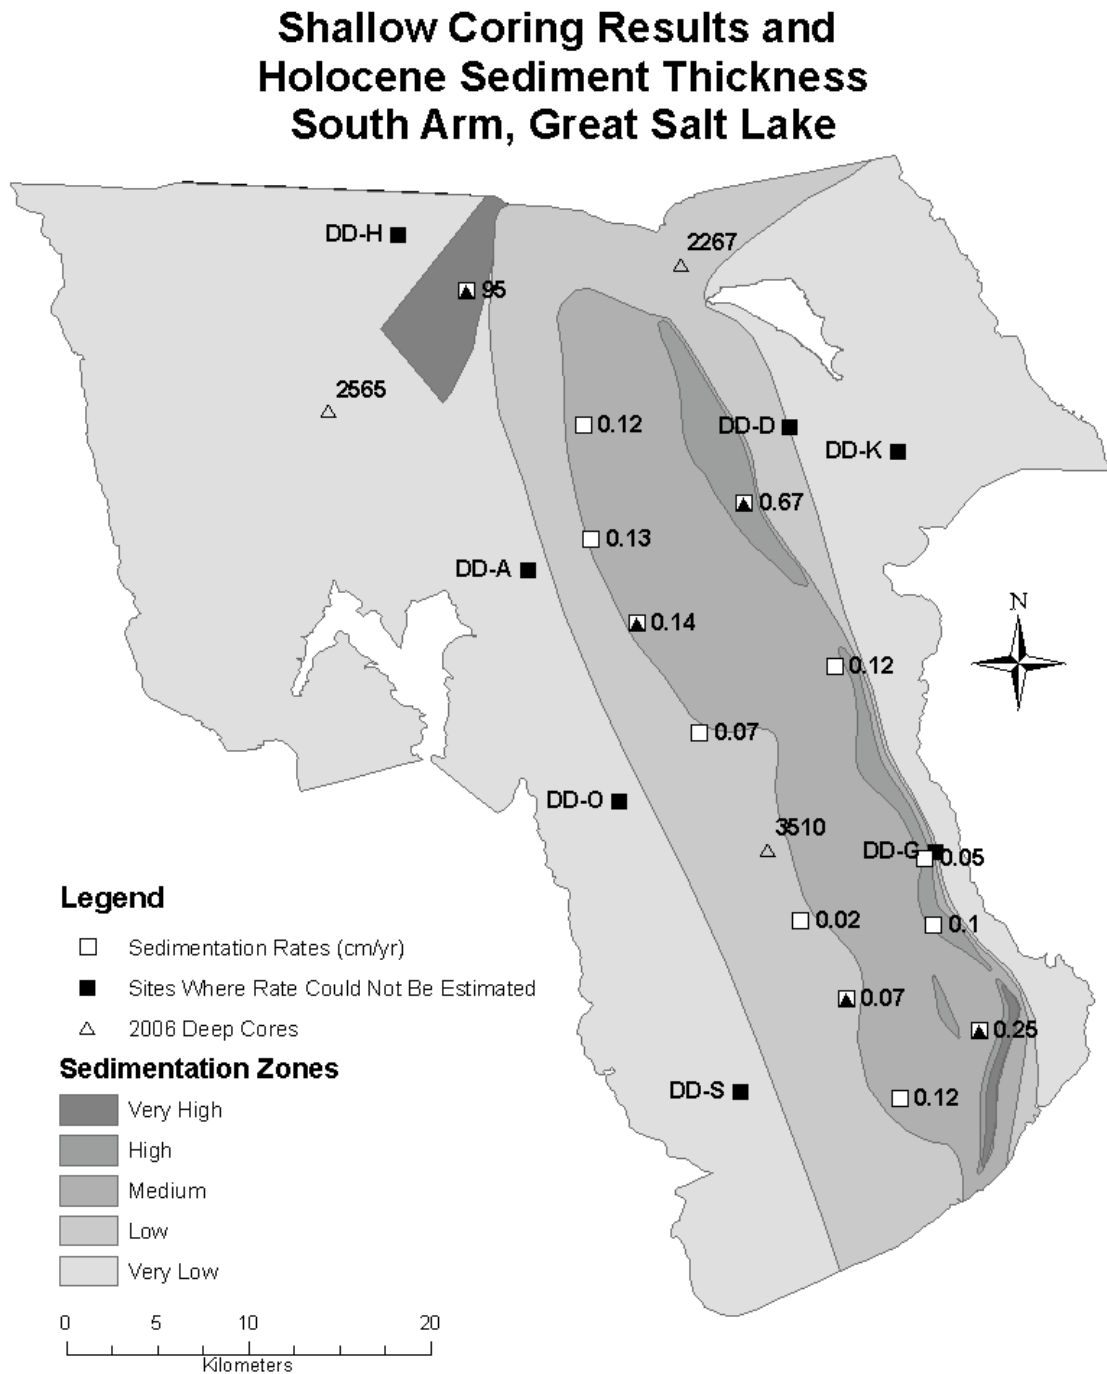 Shallow Coring Results and
Holocene Sediment Thickness
South Arm, Great Salt Lake
DD-H
2267
95
2565
0.12
DD-D
DD-K
0.67
0.13
DD-A
N
0.14
0.12
0.07
DD-O
3510
DD-G
0.05
0.02
0.1
0.07
0.25
DD-S
0.12
Legend
Sedimentation Rates (cm/yr)
Sites Where Rate Could Not Be Estimated
2006 Deep Cores
Sedimentation Zones
Very High
High
Medium
Low
Very Low
0 5 10 20
Kilometers